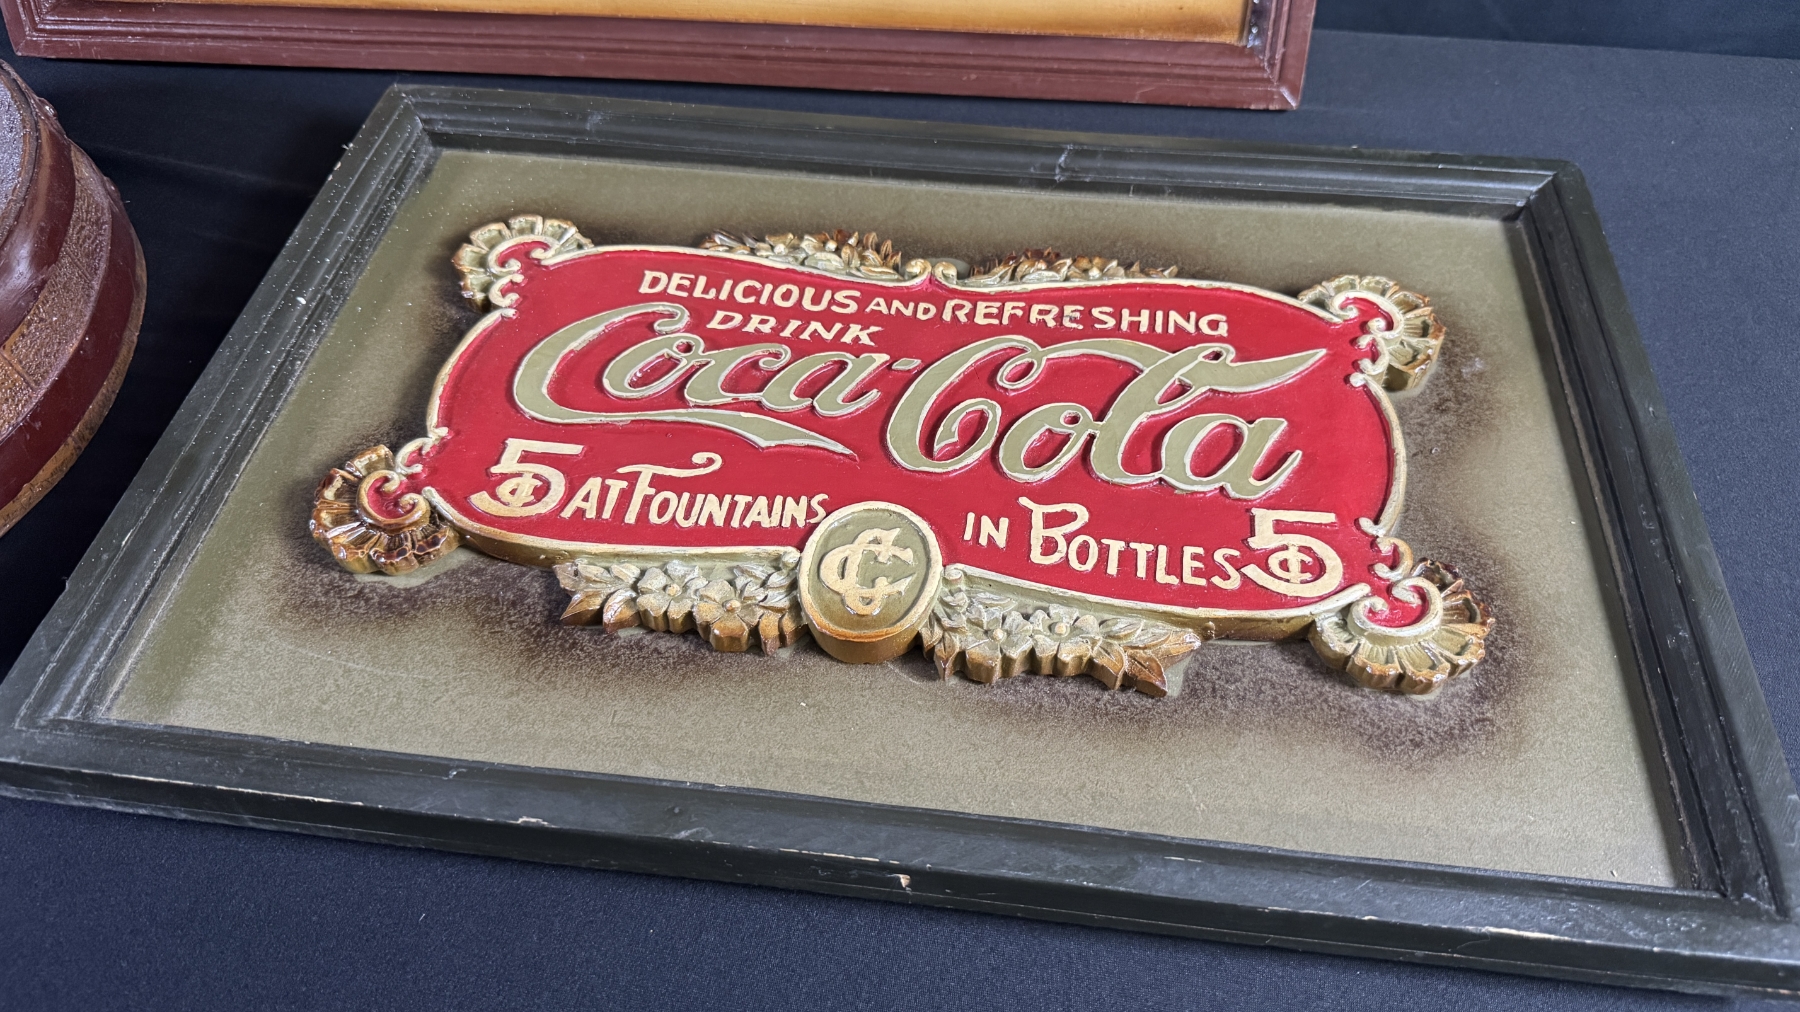 DELICIOUS AND REFRESHING
DRINK
Coca-Cola
5¢ AT FOUNTAINS
IN BOTTLES 5¢
CC